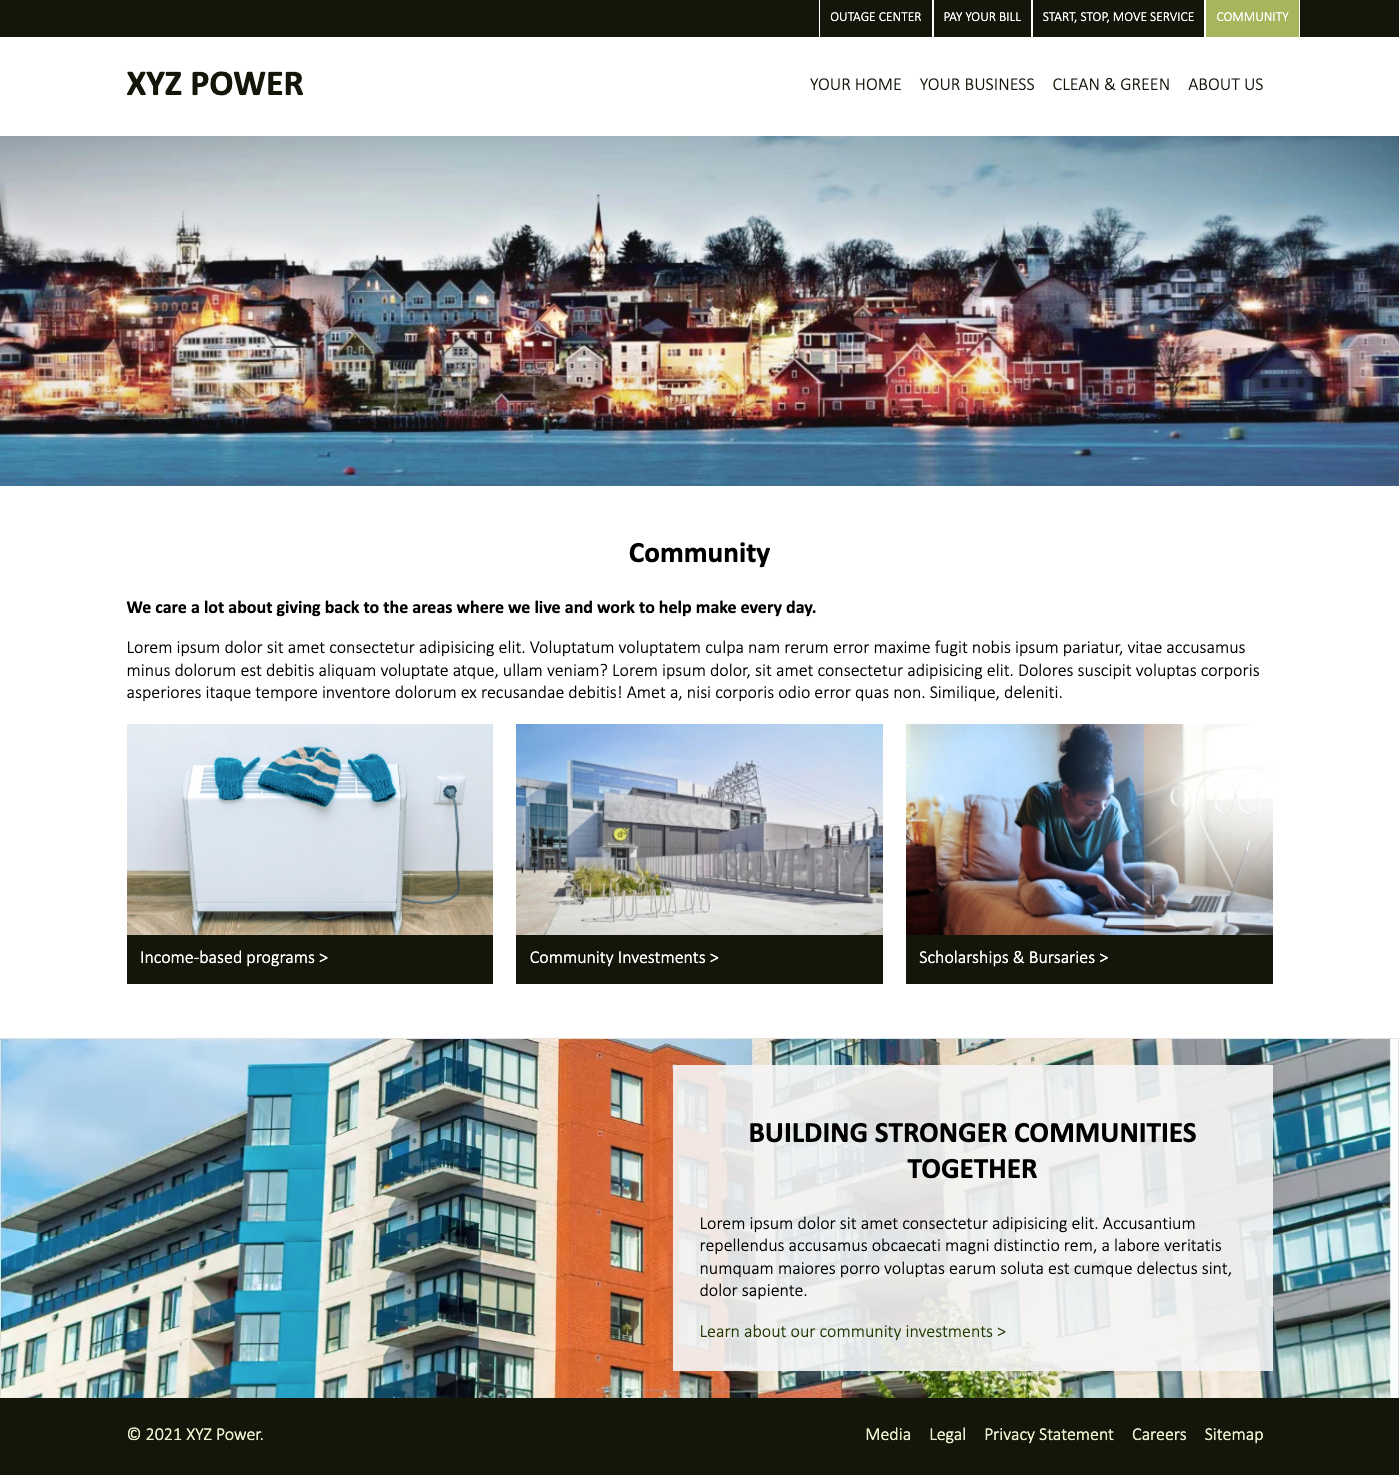 OUTAGE CENTER
PAY YOUR BILL
START, STOP, MOVE SERVICE
COMMUNITY
XYZ POWER
YOUR HOME
YOUR BUSINESS
CLEAN & GREEN
ABOUT US
Community
We care a lot about giving back to the areas where we live and work to help make every day.
Lorem ipsum dolor sit amet consectetur adipisicing elit. Voluptatum voluptatem culpa nam rerum error maxime fugit nobis ipsum pariatur, vitae accusamus
minus dolorum est debitis aliquam voluptate atque, ullam veniam? Lorem ipsum dolor, sit amet consectetur adipisicing elit. Dolores suscipit voluptas corporis
asperiores itaque tempore inventore dolorum ex recusandae debitis! Amet a, nisi corporis odio error quas non. Similique, deleniti.
Income-based programs >
Community Investments >
Scholarships & Bursaries >
BUILDING STRONGER COMMUNITIES
TOGETHER
Lorem ipsum dolor sit amet consectetur adipisicing elit. Accusantium
repellendus accusamus obcaecati magni distinctio rem, a labore veritatis
numquam maiores porro voluptas earum soluta est cumque delectus sint,
dolor sapiente.
Learn about our community investments >
© 2021 XYZ Power.
Media
Legal
Privacy Statement
Careers
Sitemap